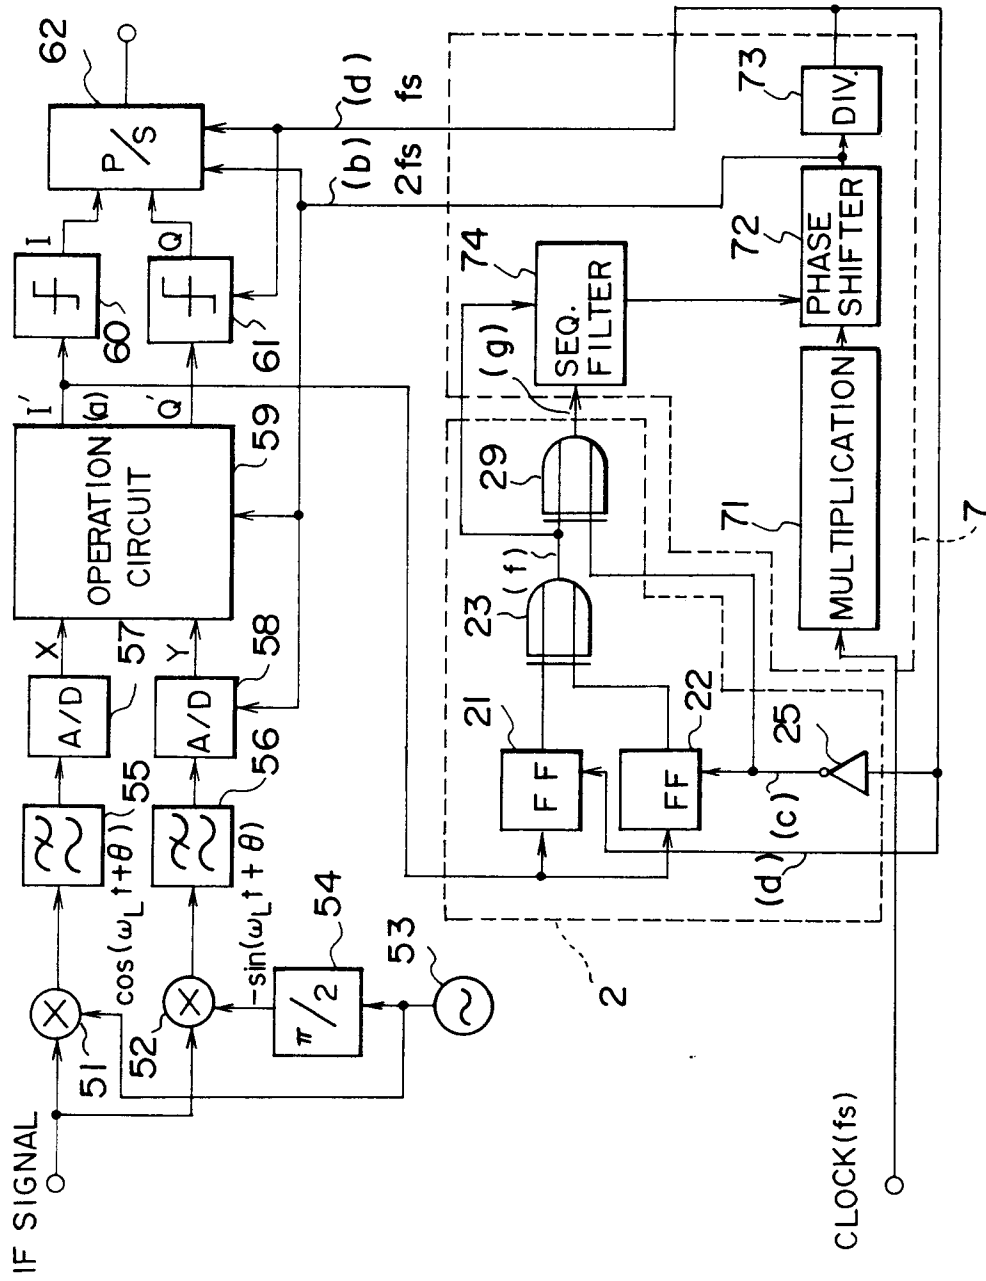 IF SIGNAL
51
52
cos(ωLt+θ)
-sin(ωLt+θ)
π/2
54
53
55
56
A/D
57
A/D
58
X
Y
OPERATION
CIRCUIT
59
I'
(a)
Q'
60
61
I
Q
P/S
62
(b)
2fs
(d)
fs
2
FF
21
FF
22
(d)
(c)
25
23
(f)
29
(g)
SEQ.
FILTER
74
MULTIPLICATION
71
PHASE
SHIFTER
72
DIV.
73
7
CLOCK(fs)